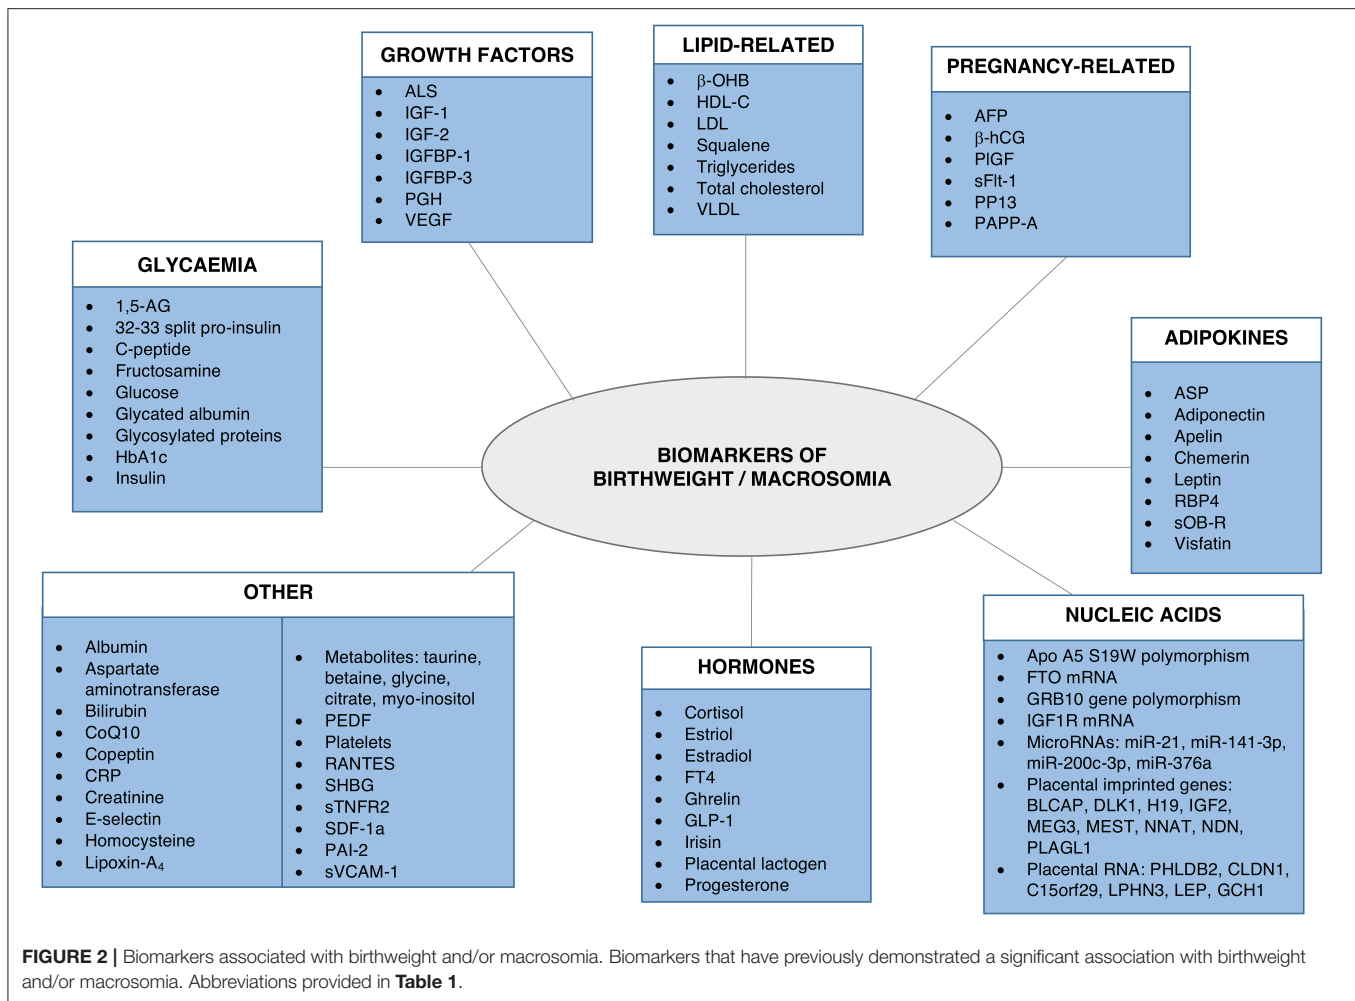 GROWTH FACTORS
• ALS
• IGF-1
• IGF-2
• IGFBP-1
• IGFBP-3
• PGH
• VEGF
LIPID-RELATED
• β-OHB
• HDL-C
• LDL
• Squalene
• Triglycerides
• Total cholesterol
• VLDL
PREGNANCY-RELATED
• AFP
• β-hCG
• PlGF
• sFlt-1
• PP13
• PAPP-A
GLYCAEMIA
• 1,5-AG
• 32-33 split pro-insulin
• C-peptide
• Fructosamine
• Glucose
• Glycated albumin
• Glycosylated proteins
• HbA1c
• Insulin
ADIPOKINES
• ASP
• Adiponectin
• Apelin
• Chemerin
• Leptin
• RBP4
• sOB-R
• Visfatin
BIOMARKERS OF
BIRTHWEIGHT / MACROSOMIA
OTHER
• Albumin
• Aspartate
aminotransferase
• Bilirubin
• CoQ10
• Copeptin
• CRP
• Creatinine
• E-selectin
• Homocysteine
• Lipoxin-A₄
• Metabolites: taurine,
betaine, glycine,
citrate, myo-inositol
• PEDF
• Platelets
• RANTES
• SHBG
• sTNFR2
• SDF-1a
• PAI-2
• sVCAM-1
HORMONES
• Cortisol
• Estriol
• Estradiol
• FT4
• Ghrelin
• GLP-1
• Irisin
• Placental lactogen
• Progesterone
NUCLEIC ACIDS
• Apo A5 S19W polymorphism
• FTO mRNA
• GRB10 gene polymorphism
• IGF1R mRNA
• MicroRNAs: miR-21, miR-141-3p,
miR-200c-3p, miR-376a
• Placental imprinted genes:
BLCAP, DLK1, H19, IGF2,
MEG3, MEST, NNAT, NDN,
PLAGL1
• Placental RNA: PHLDB2, CLDN1,
C15orf29, LPHN3, LEP, GCH1
FIGURE 2 | Biomarkers associated with birthweight and/or macrosomia. Biomarkers that have previously demonstrated a significant association with birthweight
and/or macrosomia. Abbreviations provided in Table 1.